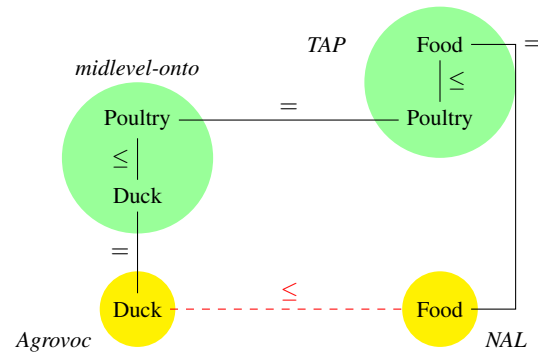 TAP
Food
=
midlevel-onto
≤
Poultry
=
Poultry
≤
Duck
=
≤
Duck
Food
Agrovoc
NAL